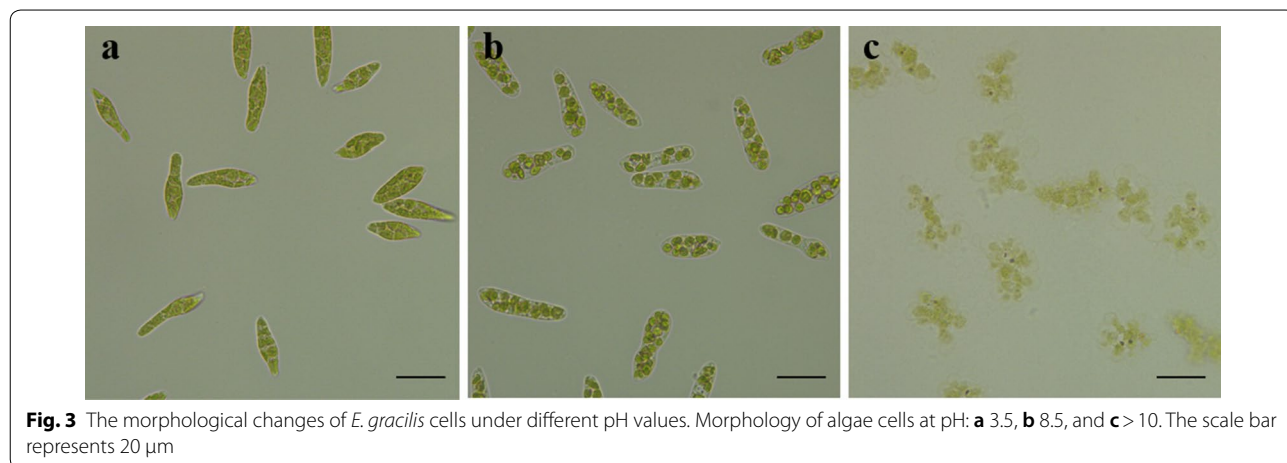 a
b
c
Fig. 3 The morphological changes of E. gracilis cells under different pH values. Morphology of algae cells at pH: a 3.5, b 8.5, and c > 10. The scale bar
represents 20 μm